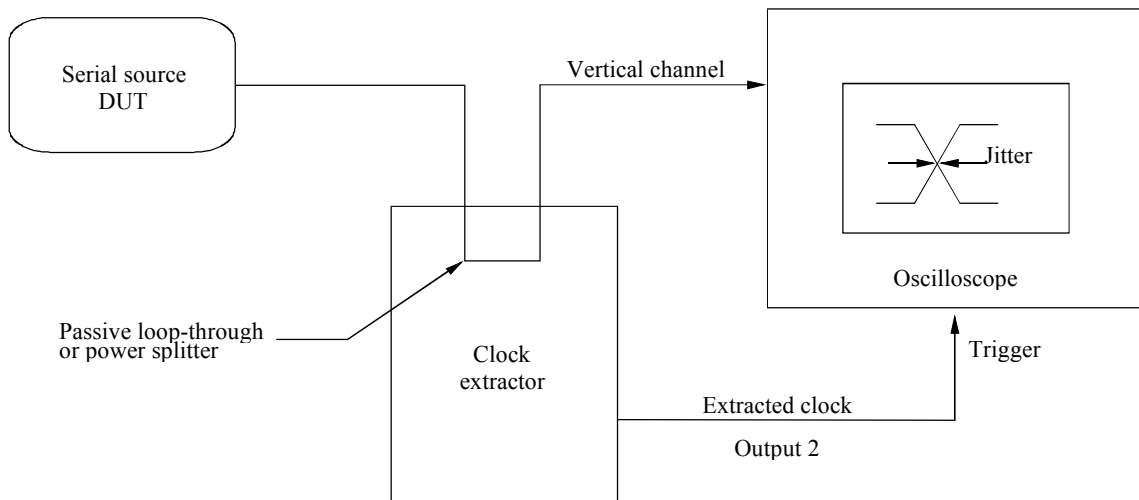 Serial source
DUT
Vertical channel
Jitter
Oscilloscope
Passive loop-through
or power splitter
Clock
extractor
Trigger
Extracted clock
Output 2